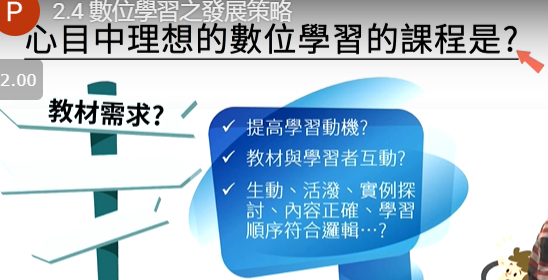 P
2.4 數位學習之發展策略
心目中理想的數位學習的課程是?
2.00
教材需求?
✓ 提高學習動機?
✓ 教材與學習者互動?
✓ 生動、活潑、實例探
討、內容正確、學習
順序符合邏輯…?